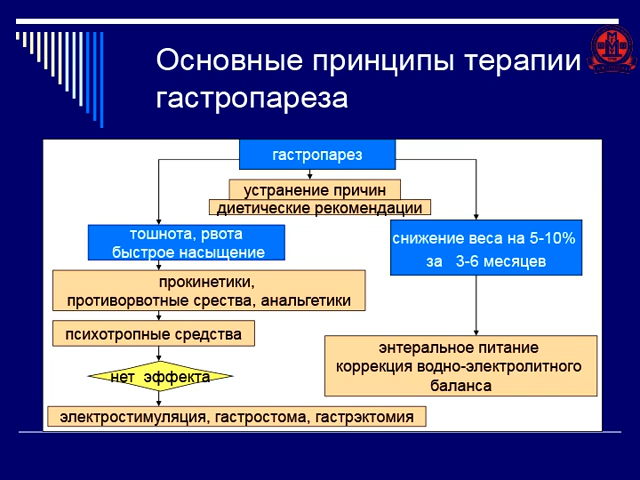 Основные принципы терапии
гастропареза
гастропарез
устранение причин
диетические рекомендации
тошнота, рвота
быстрое насыщение
снижение веса на 5-10%
за 3-6 месяцев
прокинетики,
противорвотные срества, анальгетики
психотропные средства
нет эффекта
энтеральное питание
коррекция водно-электролитного
баланса
электростимуляция, гастростома, гастрэктомия